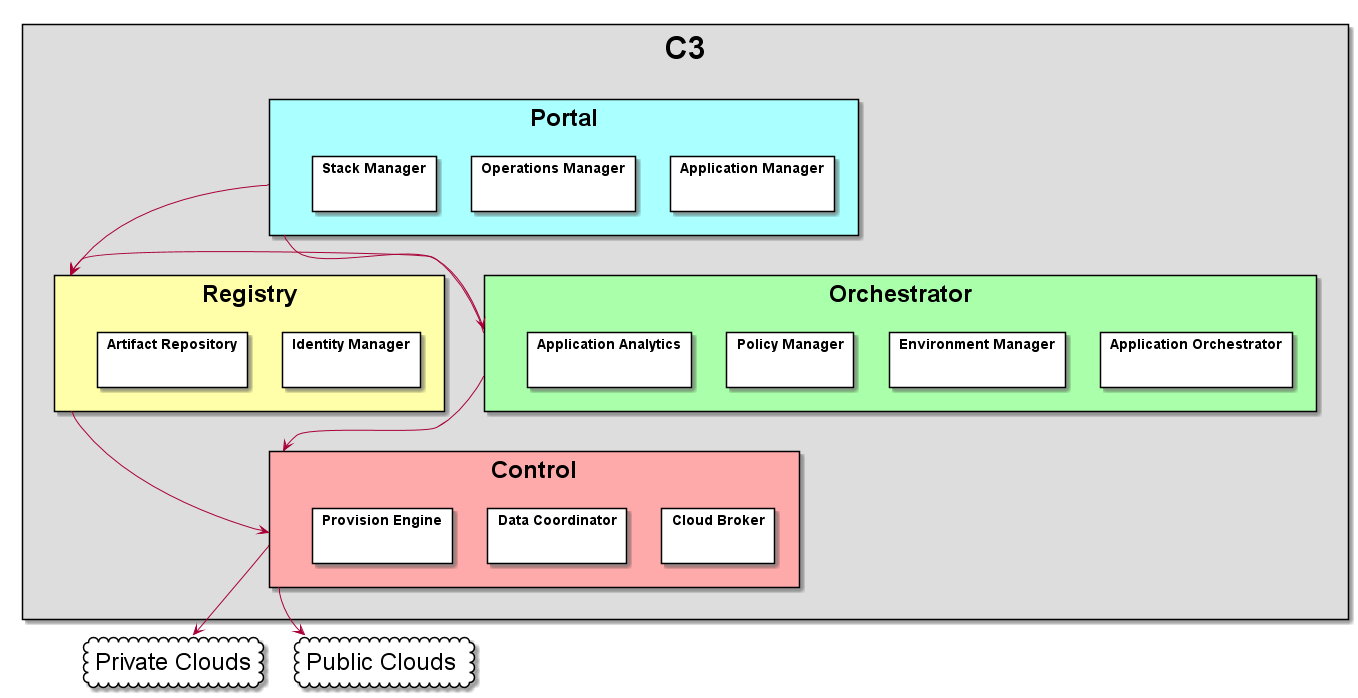 C3
Portal
Stack Manager
Operations Manager
Application Manager
Registry
Artifact Repository
Identity Manager
Orchestrator
Application Analytics
Policy Manager
Environment Manager
Application Orchestrator
Control
Provision Engine
Data Coordinator
Cloud Broker
Private Clouds
Public Clouds